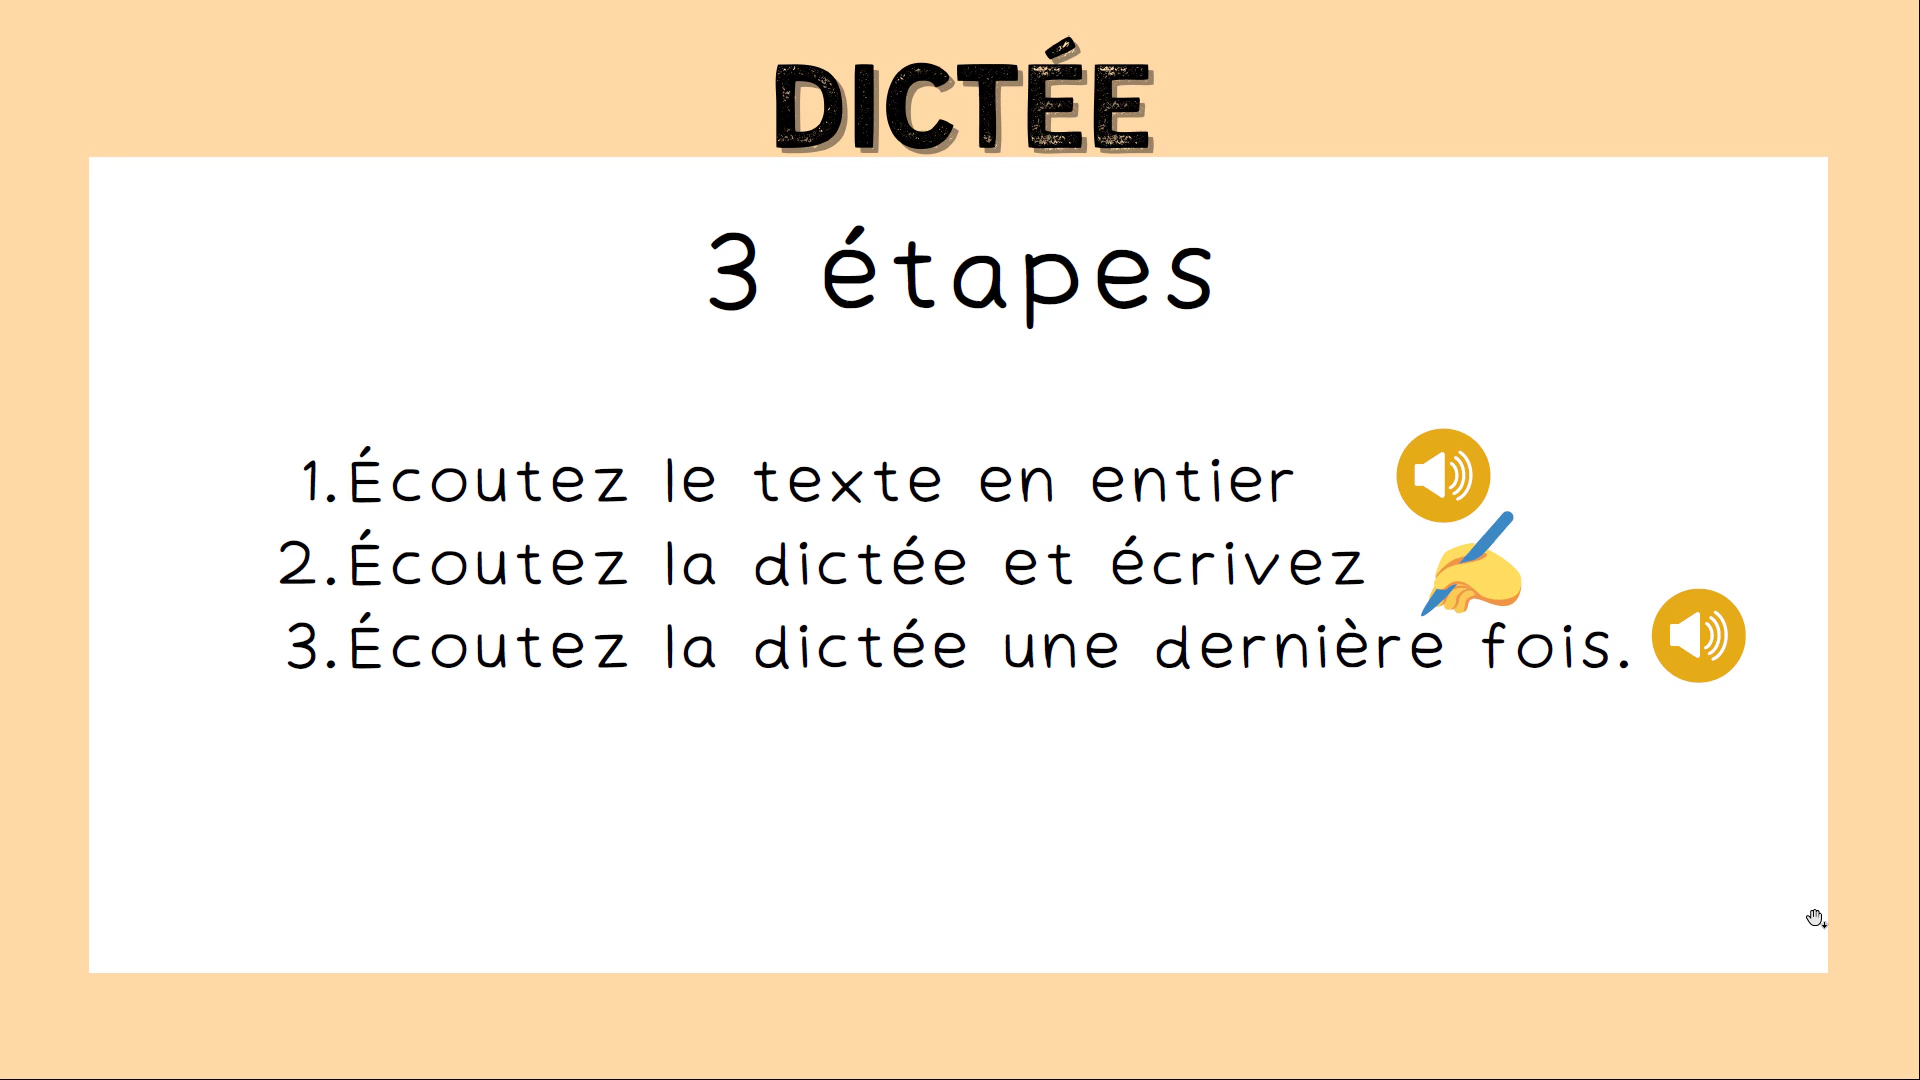 DICTÉE
3 étapes
1.Écoutez le texte en entier
2.Écoutez la dictée et écrivez
3.Écoutez la dictée une dernière fois.